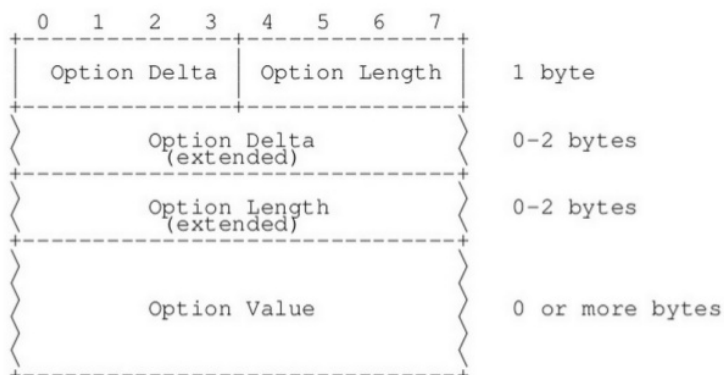 0 1 2 3 4 5 6 7
Option Delta Option Length 1 byte
Option Delta 0-2 bytes
(extended)
Option Length 0-2 bytes
(extended)
Option Value 0 or more bytes